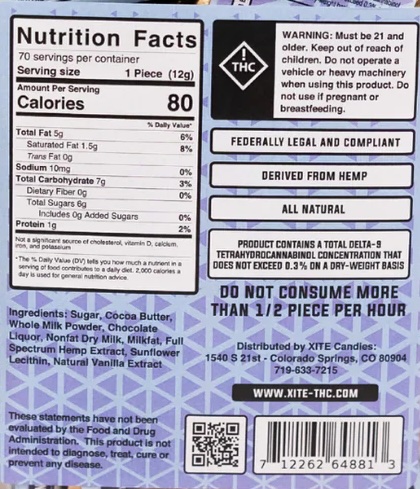 Nutrition Facts
70 servings per container
Serving size 1 Piece (12g)
Amount Per Serving
Calories 80
% Daily Value*
Total Fat 5g 6%
Saturated Fat 1.5g 8%
Trans Fat 0g
Sodium 10mg 0%
Total Carbohydrate 7g 3%
Dietary Fiber 0g 0%
Total Sugars 6g
Includes 0g Added Sugars 0%
Protein 1g 2%
Not a significant source of cholesterol, vitamin D, calcium,
iron, and potassium
*The % Daily Value (DV) tells you how much a nutrient in a
serving of food contributes to a daily diet. 2,000 calories a
day is used for general nutrition advice.
Ingredients: Sugar, Cocoa Butter,
Whole Milk Powder, Chocolate
Liquor, Nonfat Dry Milk, Milkfat, Full
Spectrum Hemp Extract, Sunflower
Lecithin, Natural Vanilla Extract
These statements have not been
evaluated by the Food and Drug
Administration. This product is not
intended to diagnose, treat, cure or
prevent any disease.
!
THC
WARNING: Must be 21 and
older. Keep out of reach of
children. Do not operate a
vehicle or heavy machinery
when using this product. Do
not use if pregnant or
breastfeeding.
FEDERALLY LEGAL AND COMPLIANT
DERIVED FROM HEMP
ALL NATURAL
PRODUCT CONTAINS A TOTAL DELTA-9
TETRAHYDROCANNABINOL CONCENTRATION THAT
DOES NOT EXCEED 0.3% ON A DRY-WEIGHT BASIS
DO NOT CONSUME MORE
THAN 1/2 PIECE PER HOUR
Distributed by XITE Candies:
1540 S 21st - Colorado Springs, CO 80904
719-633-7215
WWW.XITE-THC.COM
7 12262 64881 3